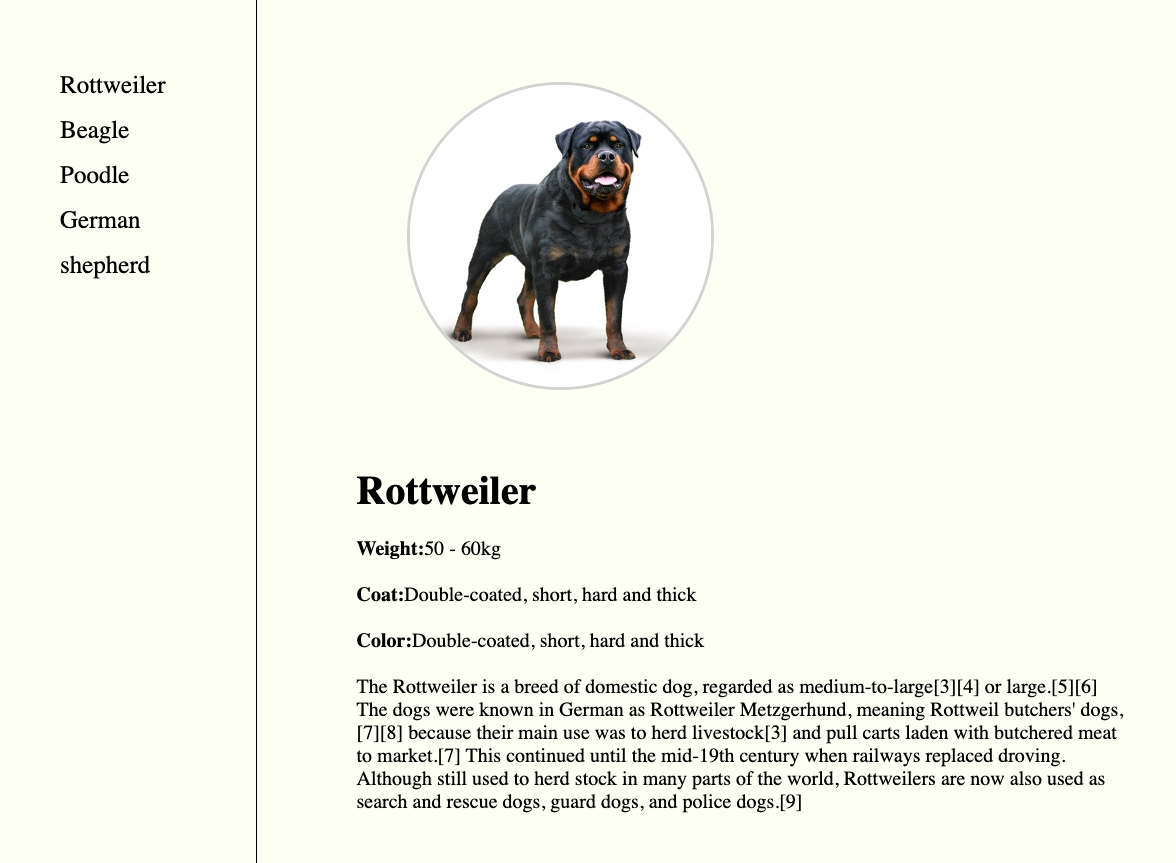 Rottweiler
Beagle
Poodle
German
shepherd
Rottweiler
Weight:50 - 60kg
Coat:Double-coated, short, hard and thick
Color:Double-coated, short, hard and thick
The Rottweiler is a breed of domestic dog, regarded as medium-to-large[3][4] or large.[5][6]
The dogs were known in German as Rottweiler Metzgerhund, meaning Rottweil butchers' dogs,
[7][8] because their main use was to herd livestock[3] and pull carts laden with butchered meat
to market.[7] This continued until the mid-19th century when railways replaced droving.
Although still used to herd stock in many parts of the world, Rottweilers are now also used as
search and rescue dogs, guard dogs, and police dogs.[9]